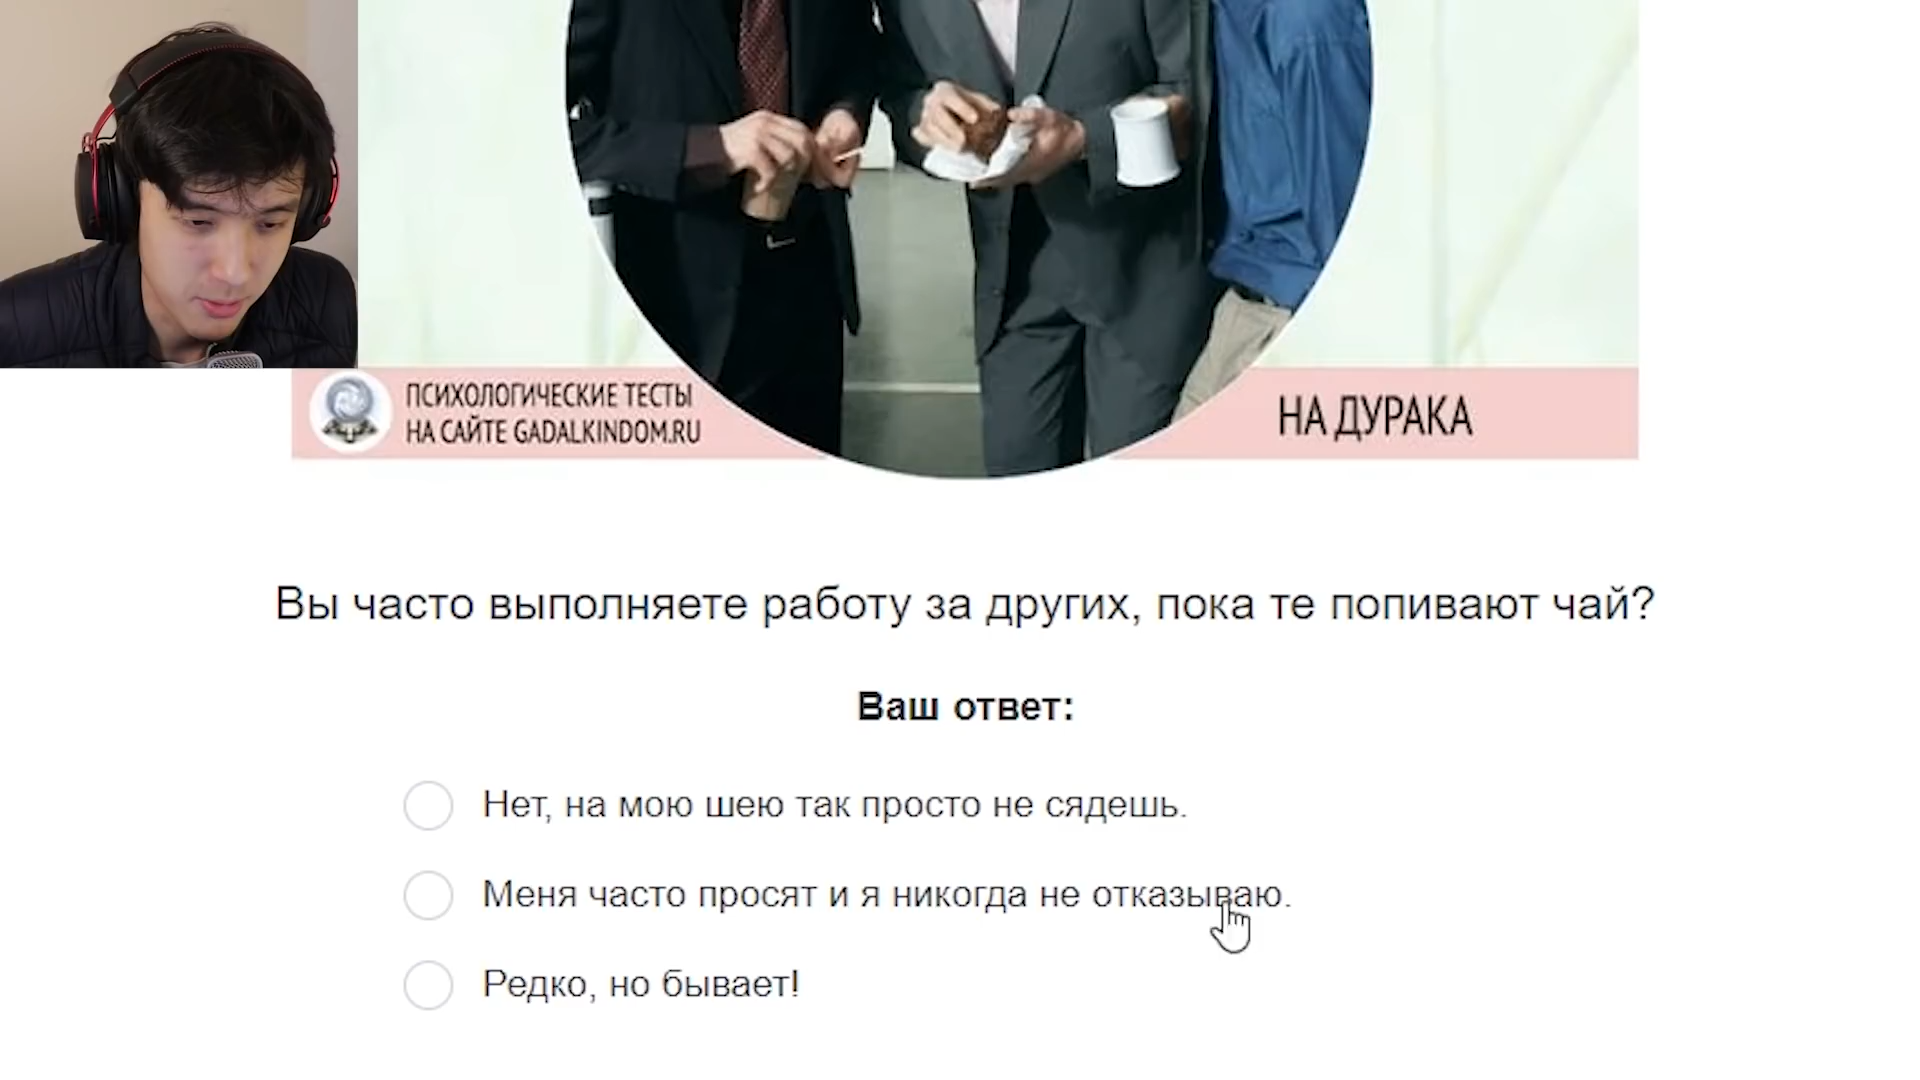 ПСИХОЛОГИЧЕСКИЕ ТЕСТЫ
НА САЙТЕ GADALKINDOM.RU
НА ДУРАКА
Вы часто выполняете работу за других, пока те попивают чай?
Ваш ответ:
Нет, на мою шею так просто не сядешь.
Меня часто просят и я никогда не отказываю.
Редко, но бывает!